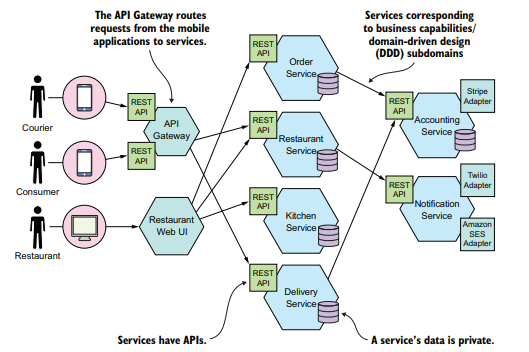 The API Gateway routes
requests from the mobile
applications to services.
Services corresponding
to business capabilities/
domain-driven design
(DDD) subdomains
REST
API
Order
Service
Courier
REST
API
API
Gateway
REST
API
Consumer
REST
API
Restaurant
Service
REST
API
Accounting
Service
Stripe
Adapter
Restaurant
Restaurant
Web UI
REST
API
Kitchen
Service
REST
API
Notification
Service
Twilio
Adapter
Amazon
SES
Adapter
REST
API
Delivery
Service
Services have APIs.
A service's data is private.